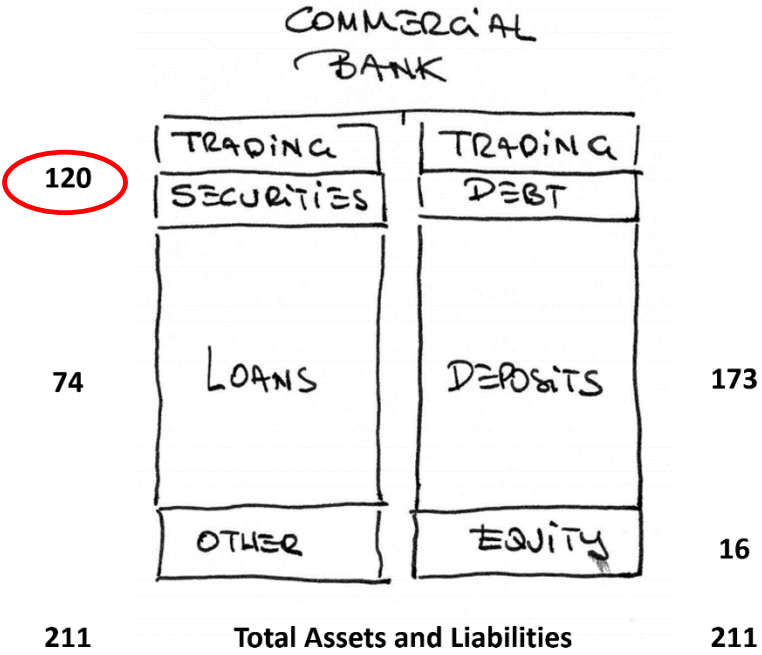 COMMERCiAL
BANK
TRADiNG TRADiNG
120
SECURiTiES DEBT
74 LOANS DEPOSiTS 173
OTHER EQUiTY 16
211 Total Assets and Liabilities 211